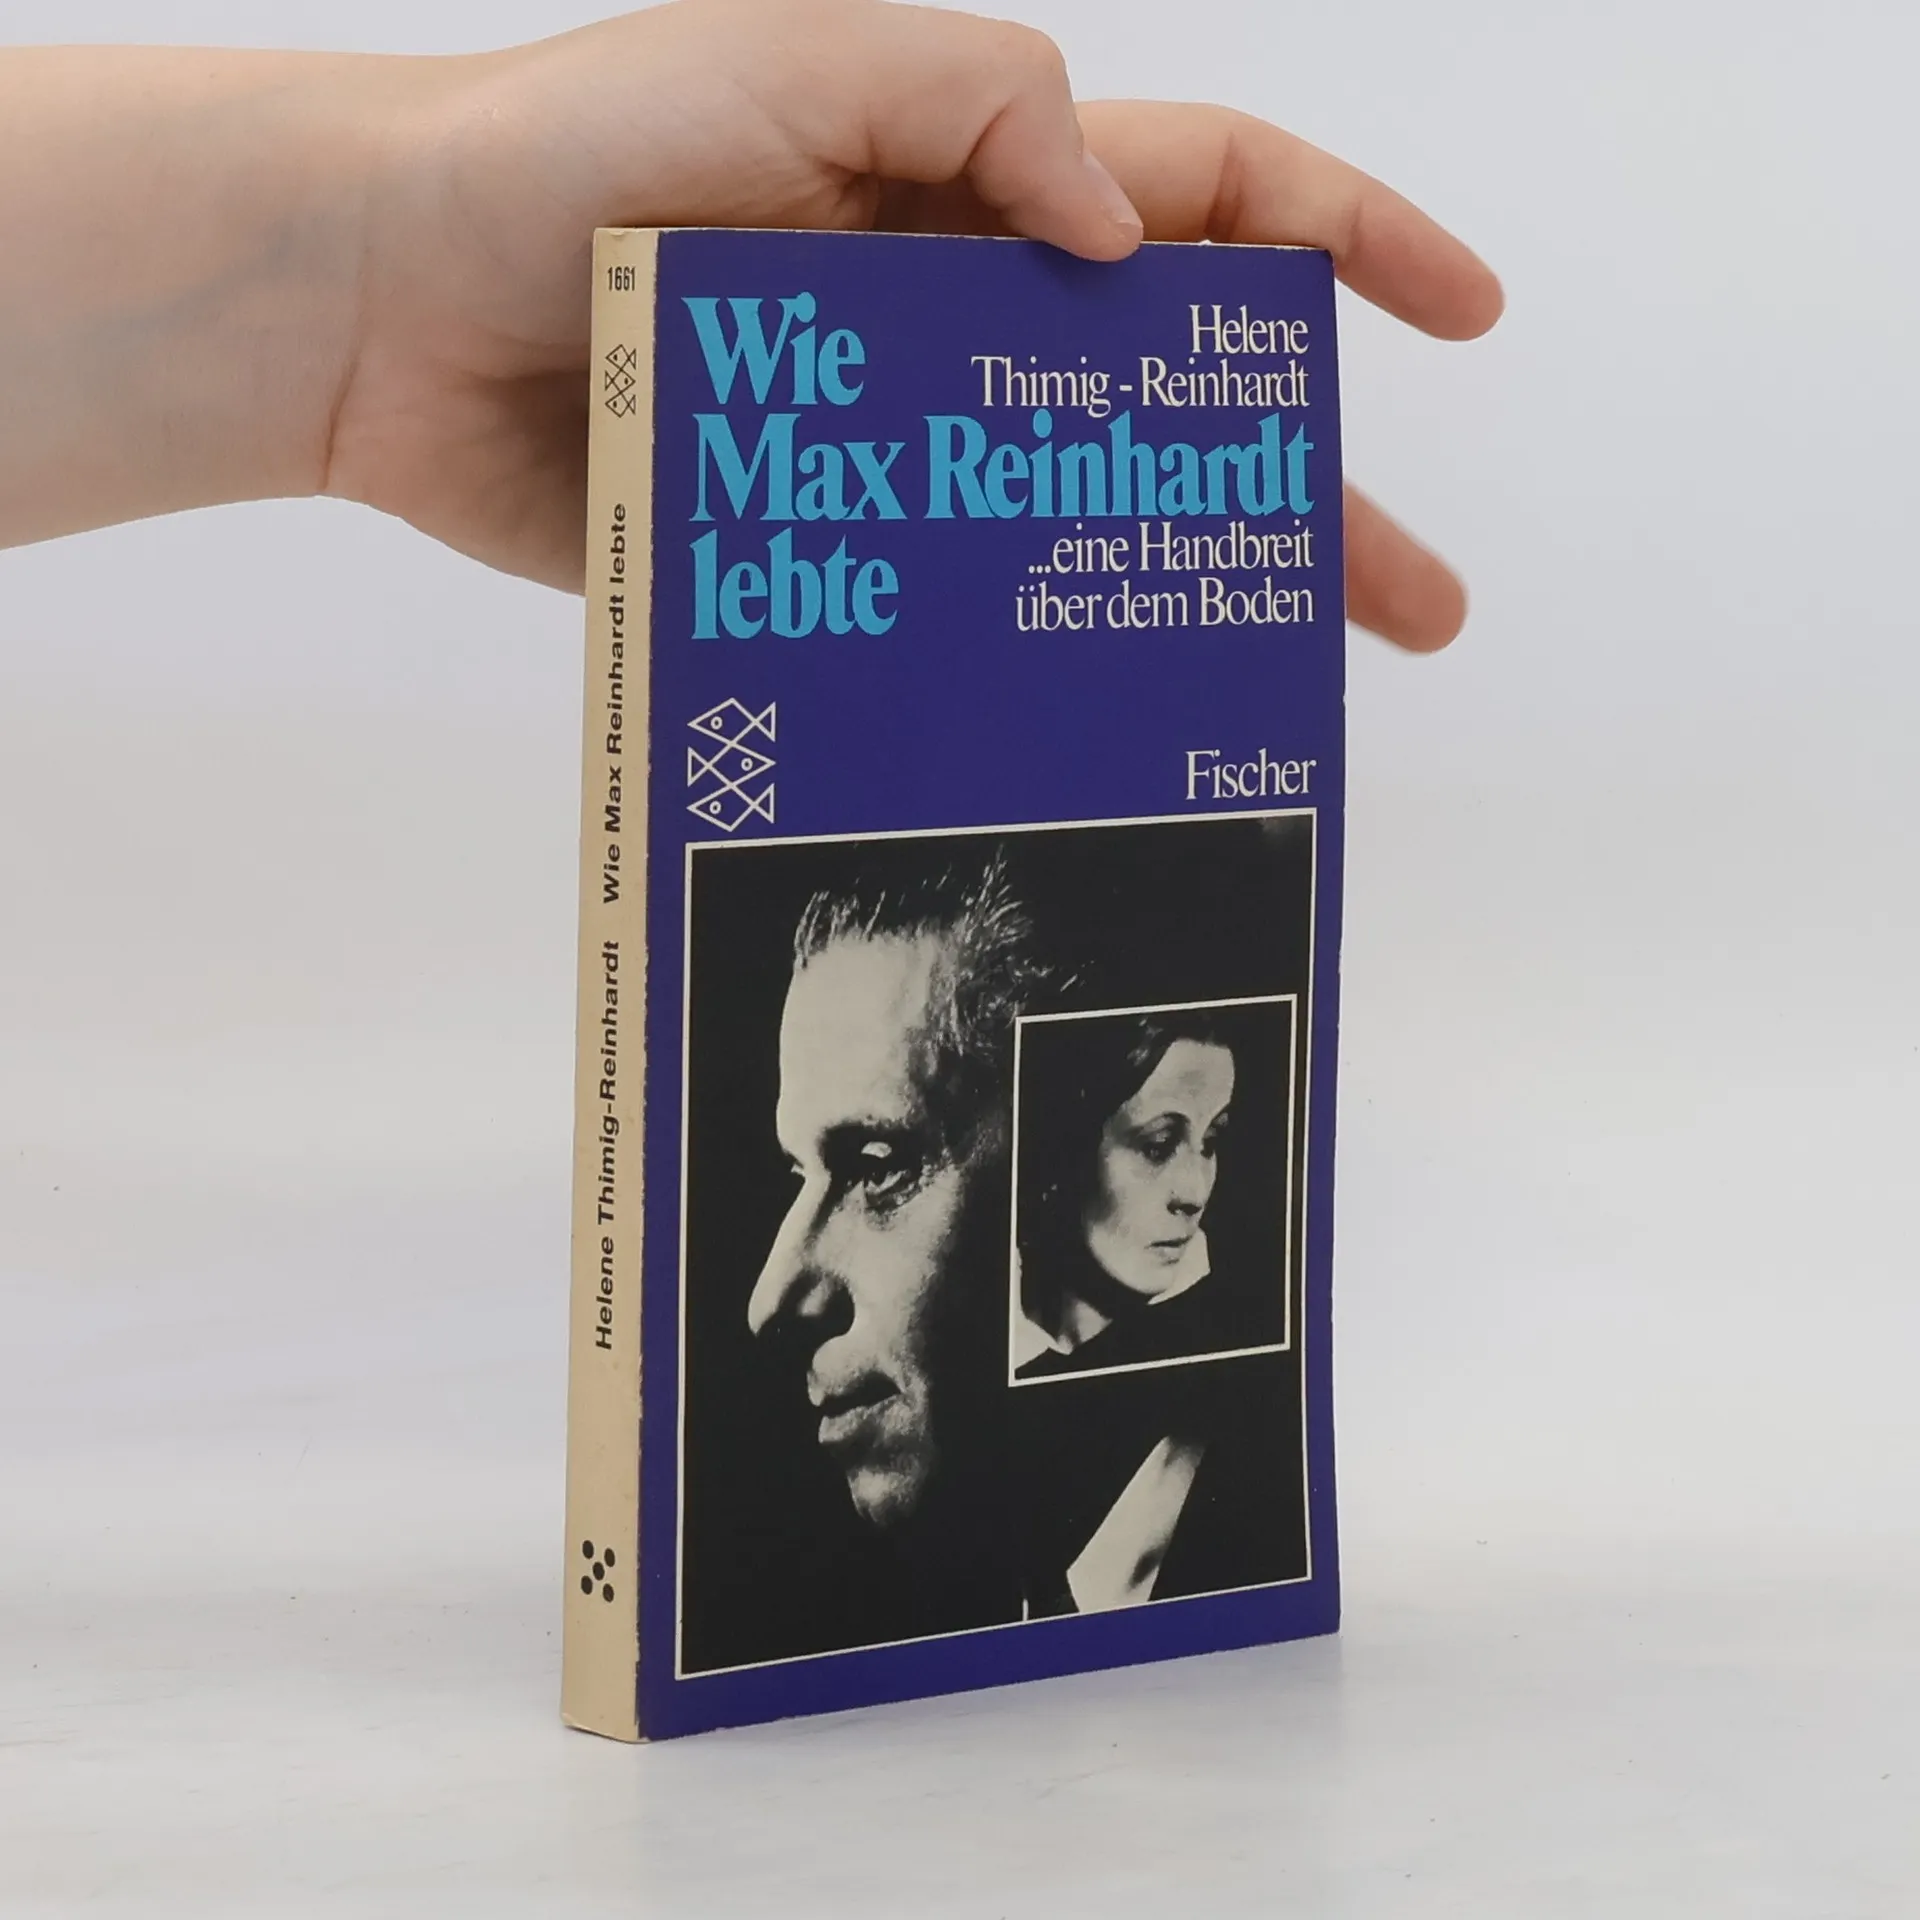 1661
Helene Thimig-Reinhardt Wie Max Reinhardt lebte
Wie
Helene
Thimig-Reinhardt
Max Reinhardt
lebte
...eine Handbreit
über dem Boden
Fischer